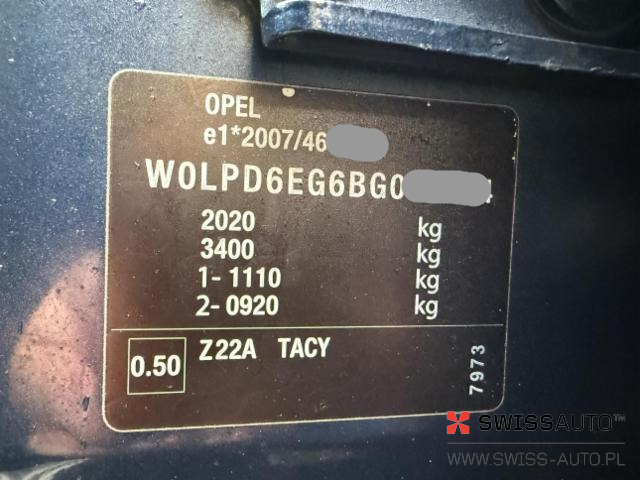 OPEL
e1*2007/46
W0LPD6EG6BG0
2020 kg
3400 kg
1- 1110 kg
2- 0920 kg
0.50 Z22A TACY
7973
SWISSAUTO™
WWW.SWISS-AUTO.PL